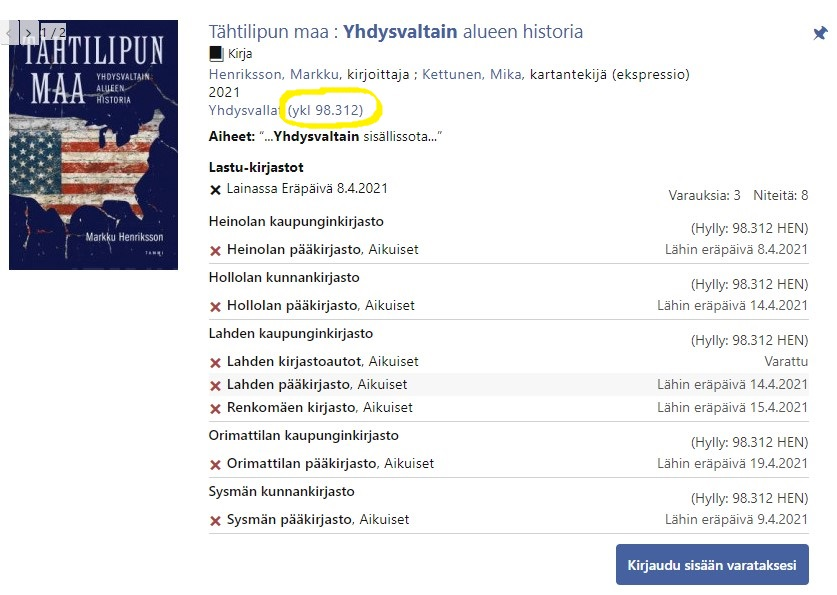 1 / 2
TÄHTILIPUN
MAA
YHDYSVALTAIN
ALUEEN
HISTORIA
Markku Henriksson
TAMMI
Tähtilipun maa : Yhdysvaltain alueen historia
Kirja
Henriksson, Markku, kirjoittaja ; Kettunen, Mika, kartantekijä (ekspressio)
2021
Yhdysvallat (ykl 98.312)
Aiheet: “...Yhdysvaltain sisällissota...”
Lastu-kirjastot
Lainassa Eräpäivä 8.4.2021
Varauksia: 3 Niteitä: 8
Heinolan kaupunginkirjasto
(Hylly: 98.312 HEN)
Heinolan pääkirjasto, Aikuiset Lähin eräpäivä 8.4.2021
Hollolan kunnankirjasto
(Hylly: 98.312 HEN)
Hollolan pääkirjasto, Aikuiset Lähin eräpäivä 14.4.2021
Lahden kaupunginkirjasto
(Hylly: 98.312 HEN)
Lahden kirjastoautot, Aikuiset Varattu
Lahden pääkirjasto, Aikuiset Lähin eräpäivä 14.4.2021
Renkomäen kirjasto, Aikuiset Lähin eräpäivä 15.4.2021
Orimattilan kaupunginkirjasto
(Hylly: 98.312 HEN)
Orimattilan pääkirjasto, Aikuiset Lähin eräpäivä 19.4.2021
Sysmän kunnankirjasto
(Hylly: 98.312 HEN)
Sysmän pääkirjasto, Aikuiset Lähin eräpäivä 9.4.2021
Kirjaudu sisään varataksesi